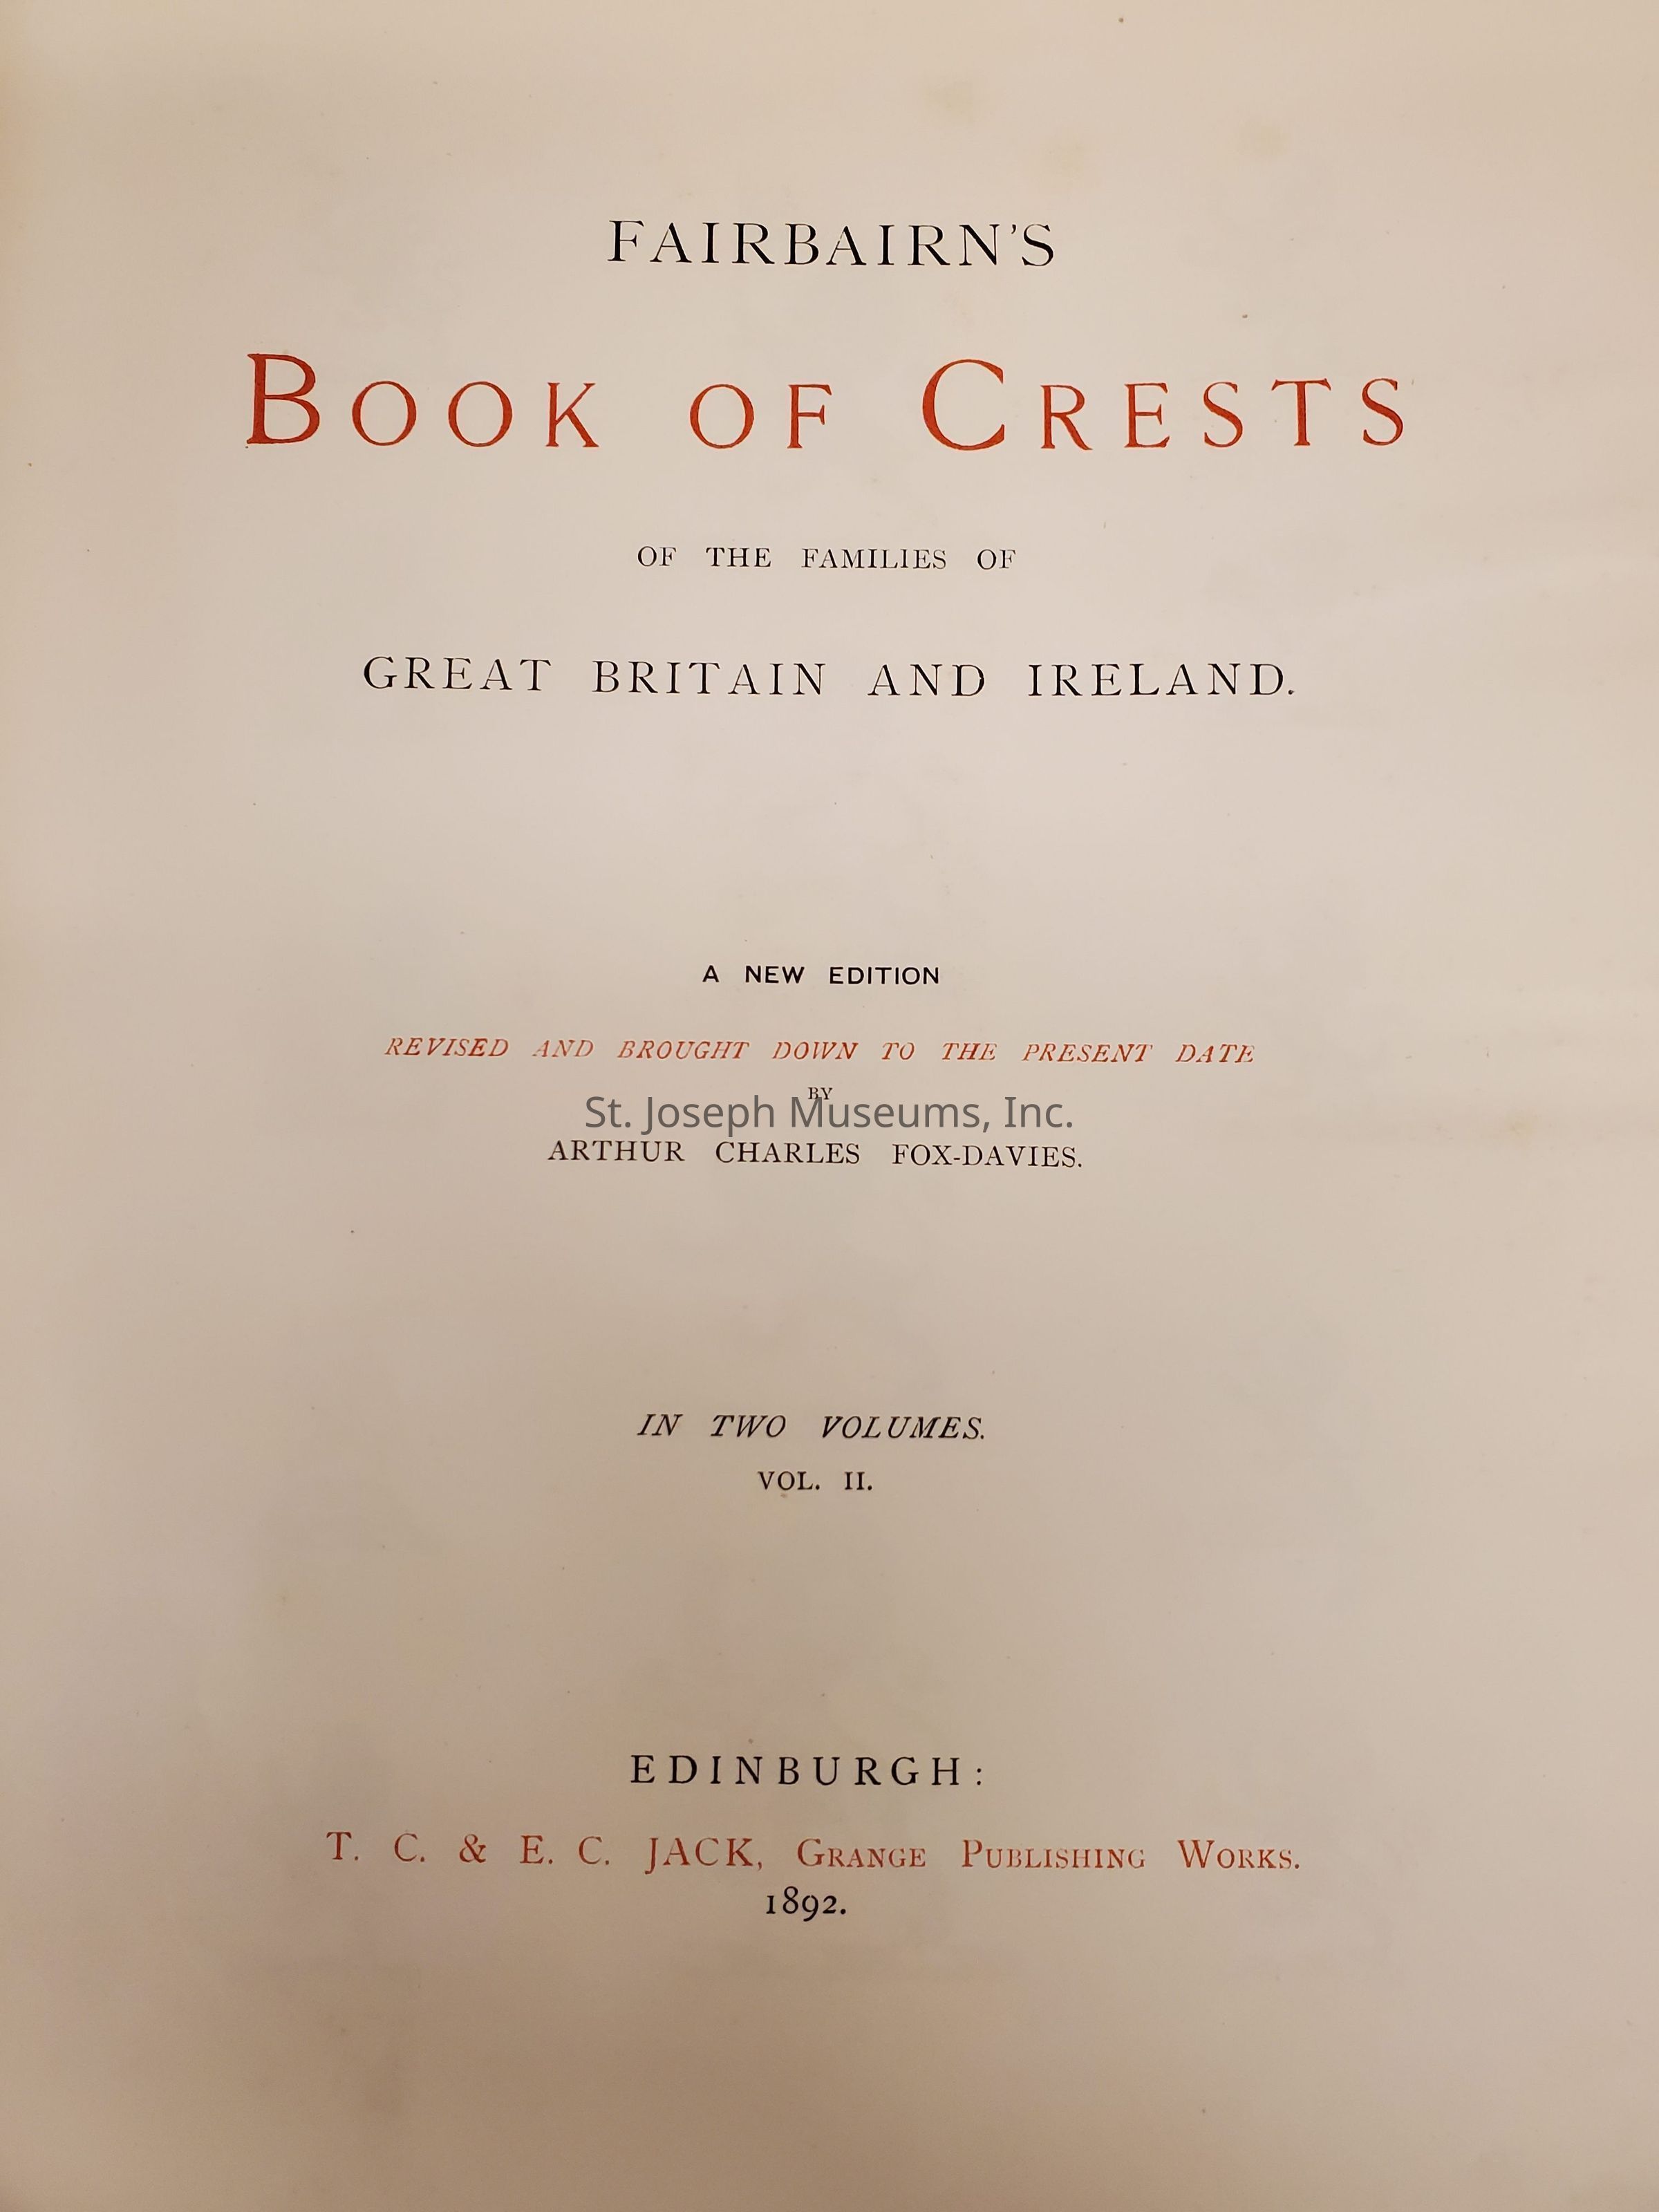 FAIRBAIRN'S
BOOK OF CRESTS
OF THE FAMILIES OF
GREAT BRITAIN AND IRELAND.
A NEW EDITION
REVISED AND BROUGHT DOWN TO THE PRESENT DATE
BY
St. Joseph Museums, Inc.
ARTHUR CHARLES FOX-DAVIES.
IN TWO VOLUMES.
VOL. II.
EDINBURGH:
T. C. & E. C. JACK, GRANGE PUBLISHING WORKS.
1892.